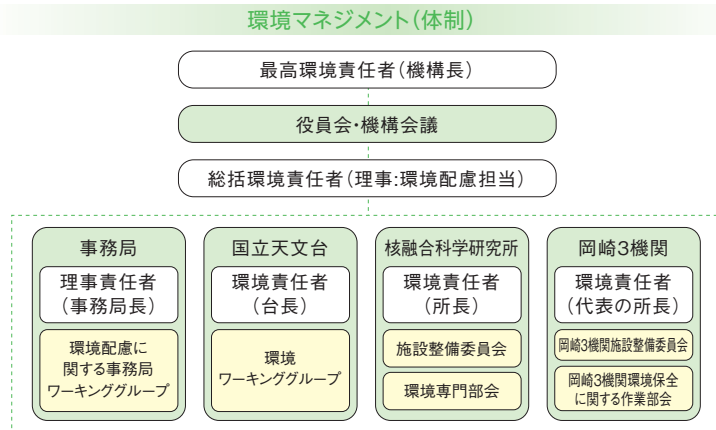 環境マネジメント(体制)
最高環境責任者(機構長)
役員会・機構会議
総括環境責任者(理事:環境配慮担当)
事務局
理事責任者
(事務局長)
環境配慮に
関する事務局
ワーキンググループ
国立天文台
環境責任者
(台長)
環境
ワーキンググループ
核融合科学研究所
環境責任者
(所長)
施設整備委員会
環境専門部会
岡崎3機関
環境責任者
(代表の所長)
岡崎3機関施設整備委員会
岡崎3機関環境保全
に関する作業部会